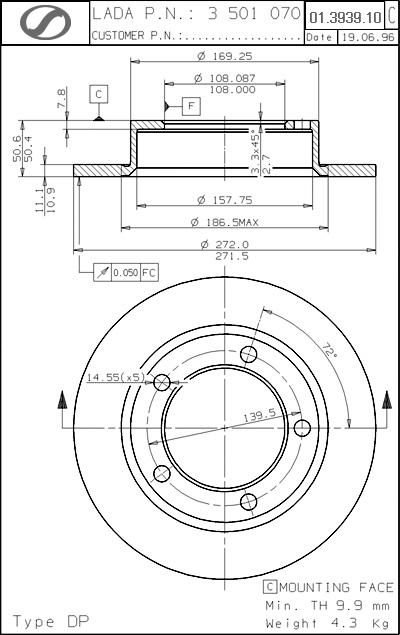 LADA P.N.: 3 501 070
01.3939.10 C
CUSTOMER P.N.:...................
Date 19.06.96
Ø 169.25
Ø 108.087
108.000
7.8
C
F
50.6
50.4
3.3x45°
2.7
11.1
10.9
Ø 157.75
Ø 186.5MAX
Ø 272.0
271.5
0.050 FC
72°
14.55(x5)
139.5
C MOUNTING FACE
Min. TH 9.9 mm
Type DP
Weight 4.3 Kg